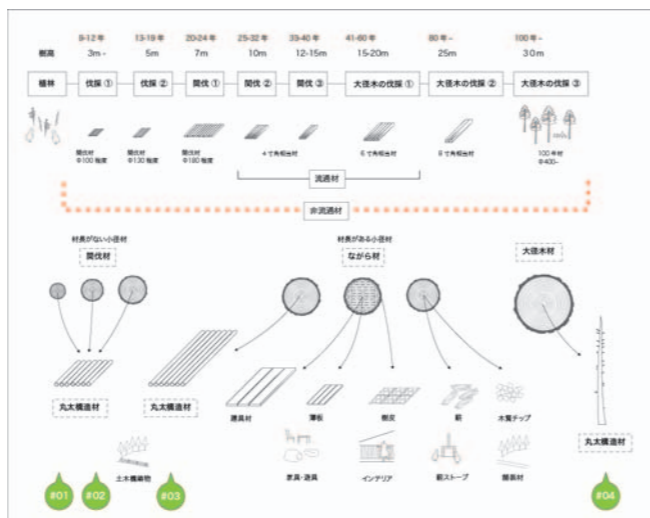 9-12年 13-19年 20-24年 25-32年 33-40年 41-60年 80年~ 100年~
樹高 3m - 5m 7m 10m 12-15m 15-20m 25m 30m
植林 伐採① 伐採② 間伐① 間伐② 間伐③ 大径木の伐採① 大径木の伐採② 大径木の伐採③
間伐材
Φ100程度
間伐材
Φ130程度
間伐材
Φ180程度
4寸角相当材
6寸角相当材
8寸角相当材
100年材
Φ400~
流通材
非流通材
材長がない小径材
間伐材
材長がある小径材
ながら材
大径木材
丸太構造材
丸太構造材
建具材
薄板
樹皮
薪
木質チップ
丸太構造材
土木構築物
家具・建具
インテリア
薪ストーブ
#01
#02
#03
#04